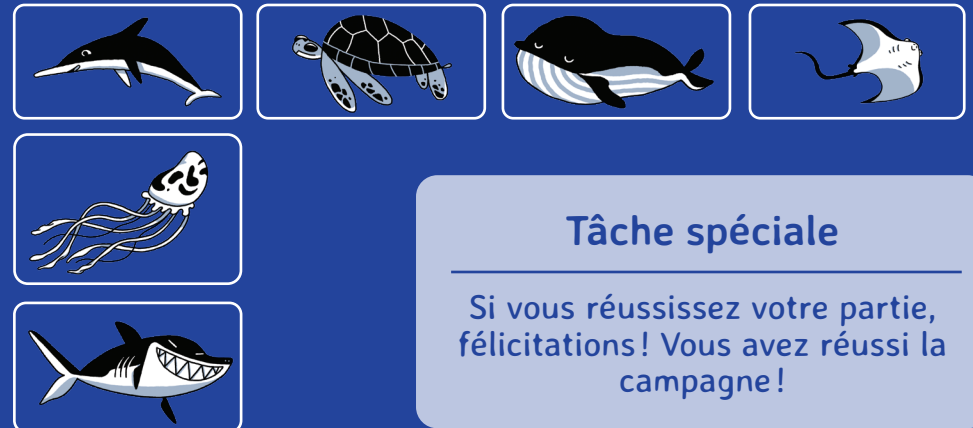 Tâche spéciale
Si vous réussissez votre partie,
félicitations! Vous avez réussi la
campagne!